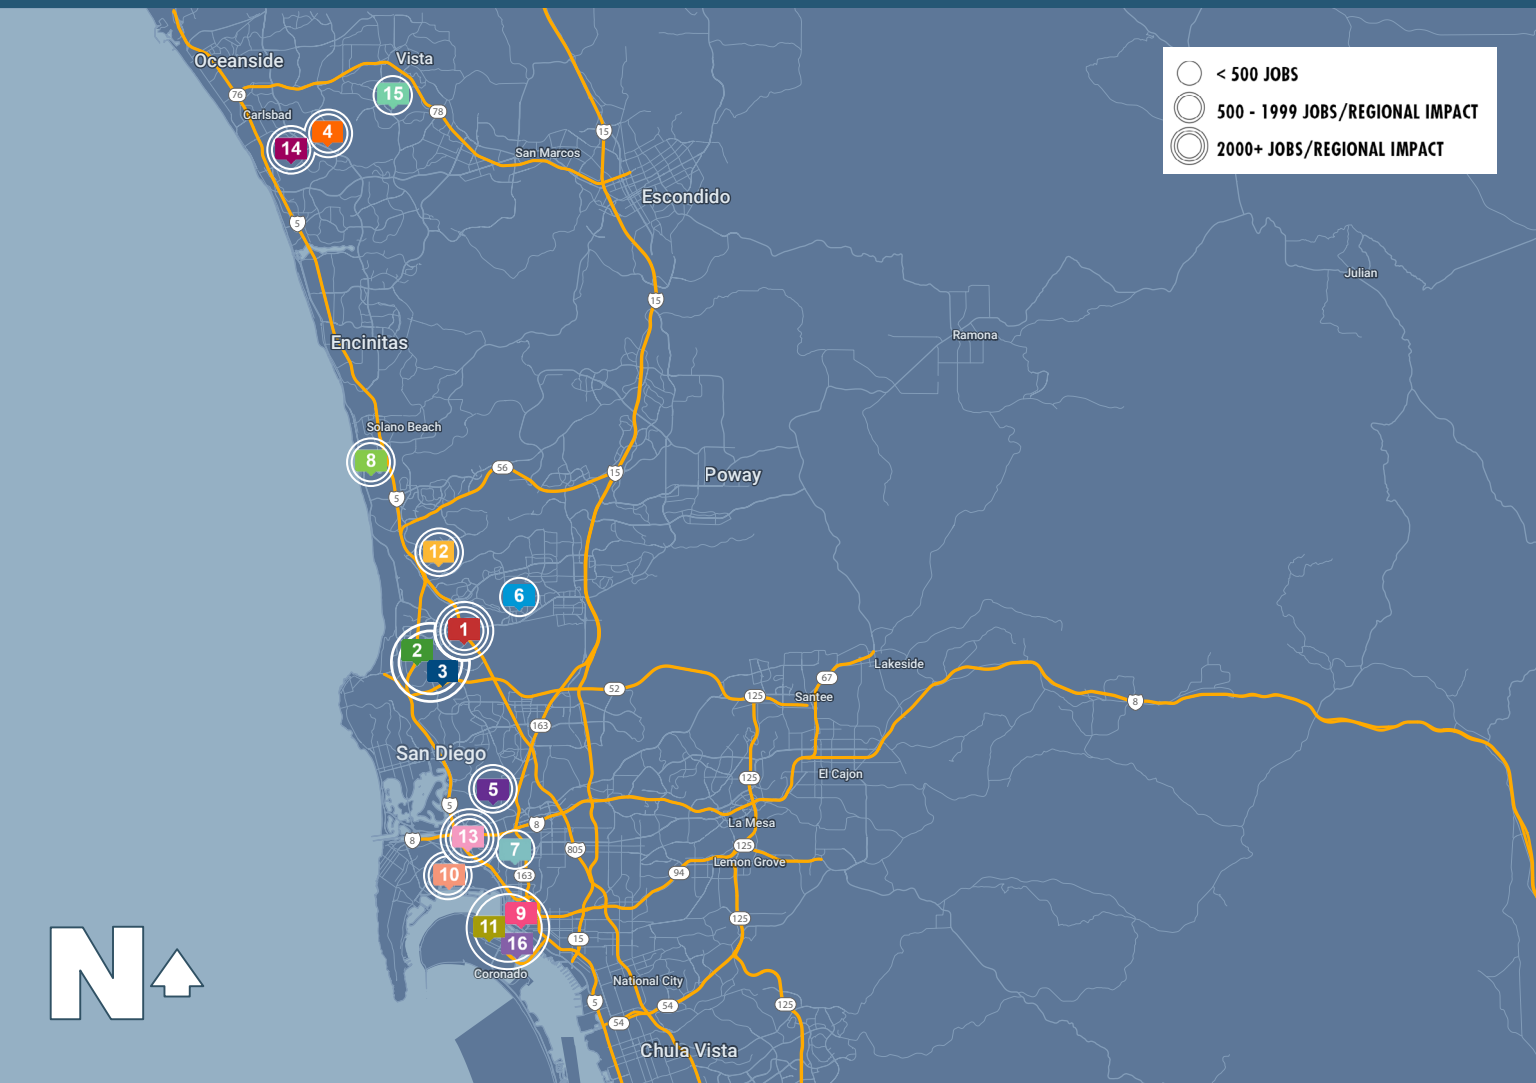 Oceanside
Vista
< 500 JOBS
76
15
Carlsbad
78
500 - 1999 JOBS/REGIONAL IMPACT
4
15
14
San Marcos
2000+ JOBS/REGIONAL IMPACT
Escondido
5
Julian
15
Ramona
Encinitas
Solano Beach
8
56
15
Poway
5
12
6
1
2
3
Lakeside
67
52
125
Santee
8
163
San Diego
125
El Cajon
5
5
8
La Mesa
13
8
125
7
805
Lemon Grove
10
163
94
9
125
11
16
15
Coronado
National City
5
54
125
54
Chula Vista
N